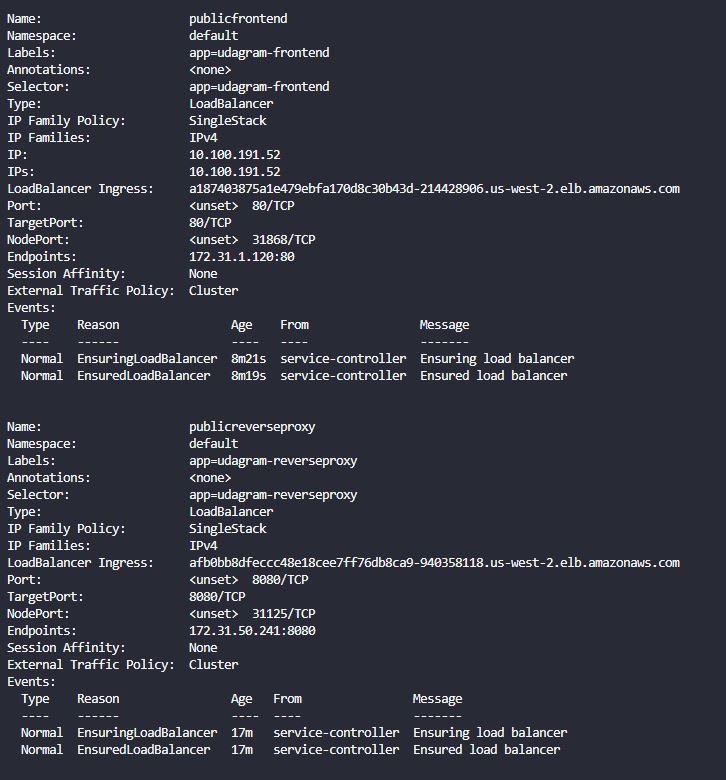 Name:                     publicfrontend
Namespace:                default
Labels:                   app=udagram-frontend
Annotations:              <none>
Selector:                 app=udagram-frontend
Type:                     LoadBalancer
IP Family Policy:         SingleStack
IP Families:              IPv4
IP:                       10.100.191.52
IPs:                      10.100.191.52
LoadBalancer Ingress:     a187403875a1e479ebfa170d8c30b43d-214428906.us-west-2.elb.amazonaws.com
Port:                     <unset>  80/TCP
TargetPort:               80/TCP
NodePort:                 <unset>  31868/TCP
Endpoints:                172.31.1.120:80
Session Affinity:         None
External Traffic Policy:  Cluster
Events:
  Type    Reason                Age    From                Message
  ----    ------                ----   ----                -------
  Normal  EnsuringLoadBalancer  8m21s  service-controller  Ensuring load balancer
  Normal  EnsuredLoadBalancer   8m19s  service-controller  Ensured load balancer
Name:                     publicreverseproxy
Namespace:                default
Labels:                   app=udagram-reverseproxy
Annotations:              <none>
Selector:                 app=udagram-reverseproxy
Type:                     LoadBalancer
IP Family Policy:         SingleStack
IP Families:              IPv4
LoadBalancer Ingress:     afb0bb8dfeccc48e18cee7ff76db8ca9-940358118.us-west-2.elb.amazonaws.com
Port:                     <unset>  8080/TCP
TargetPort:               8080/TCP
NodePort:                 <unset>  31125/TCP
Endpoints:                172.31.50.241:8080
Session Affinity:         None
External Traffic Policy:  Cluster
Events:
  Type    Reason                Age   From                Message
  ----    ------                ----  ----                -------
  Normal  EnsuringLoadBalancer  17m   service-controller  Ensuring load balancer
  Normal  EnsuredLoadBalancer   17m   service-controller  Ensured load balancer